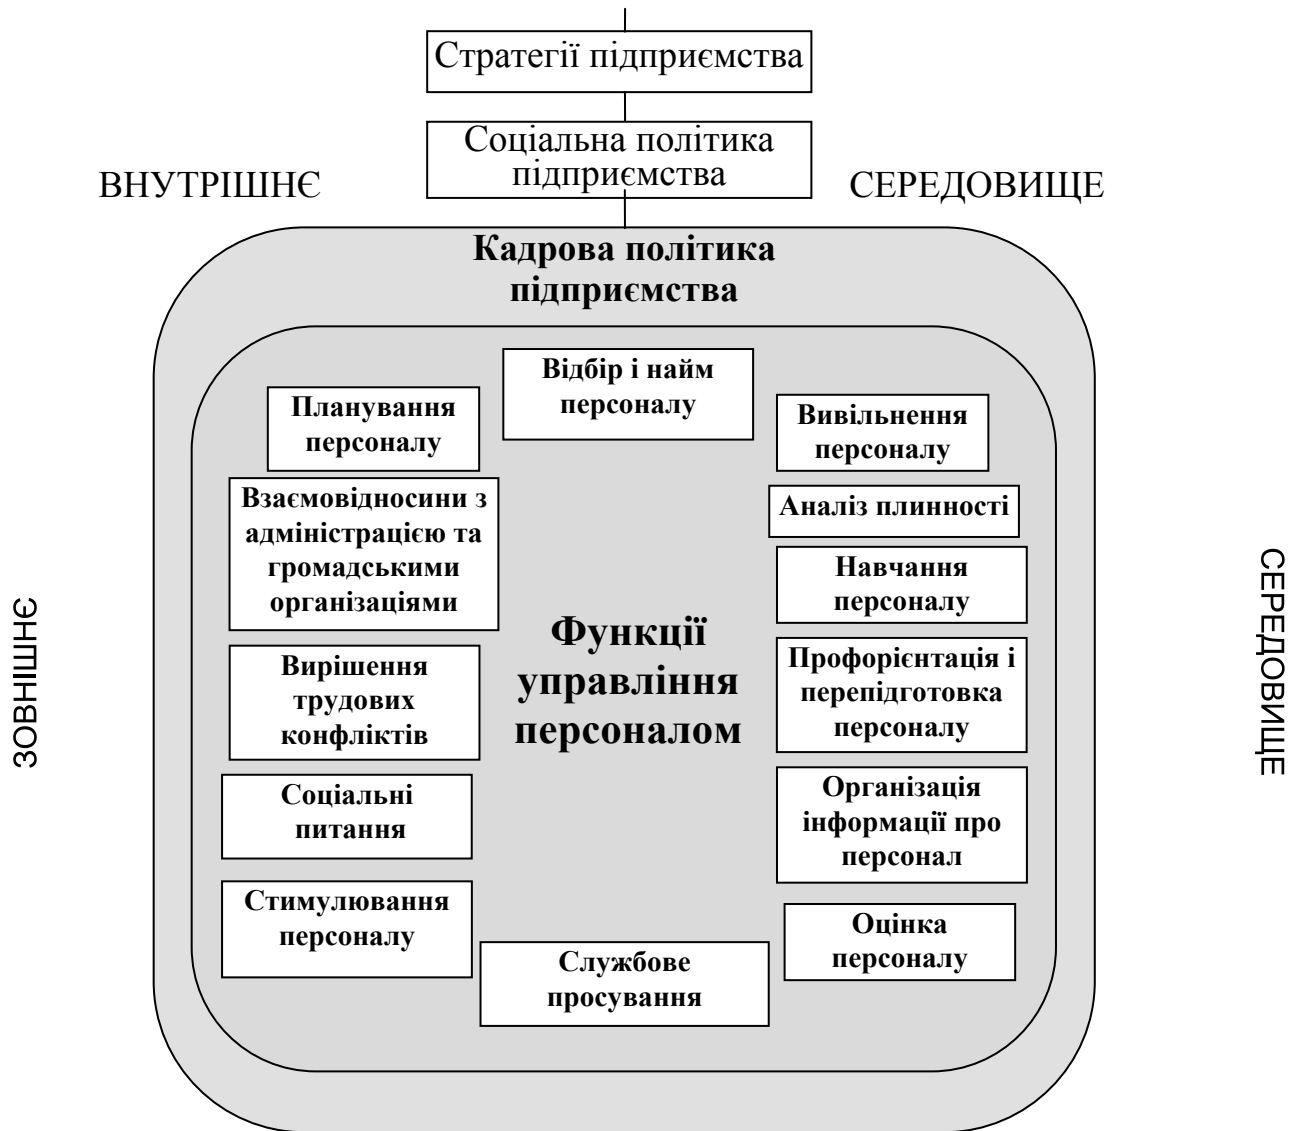 Стратегії підприємства
Соціальна політика
підприємства
ВНУТРІШНЄ
СЕРЕДОВИЩЕ
Кадрова політика
підприємства
Відбір і найм
персоналу
Планування
персоналу
Вивільнення
персоналу
Взаємовідносини з
адміністрацією та
громадськими
організаціями
Аналіз плинності
Навчання
персоналу
Функції
управління
персоналом
Вирішення
трудових
конфліктів
Профорієнтація і
перепідготовка
персоналу
Соціальні
питання
Організація
інформації про
персонал
Стимулювання
персоналу
Оцінка
персоналу
Службове
просування
ЗОВНІШНЄ
СЕРЕДОВИЩЕ